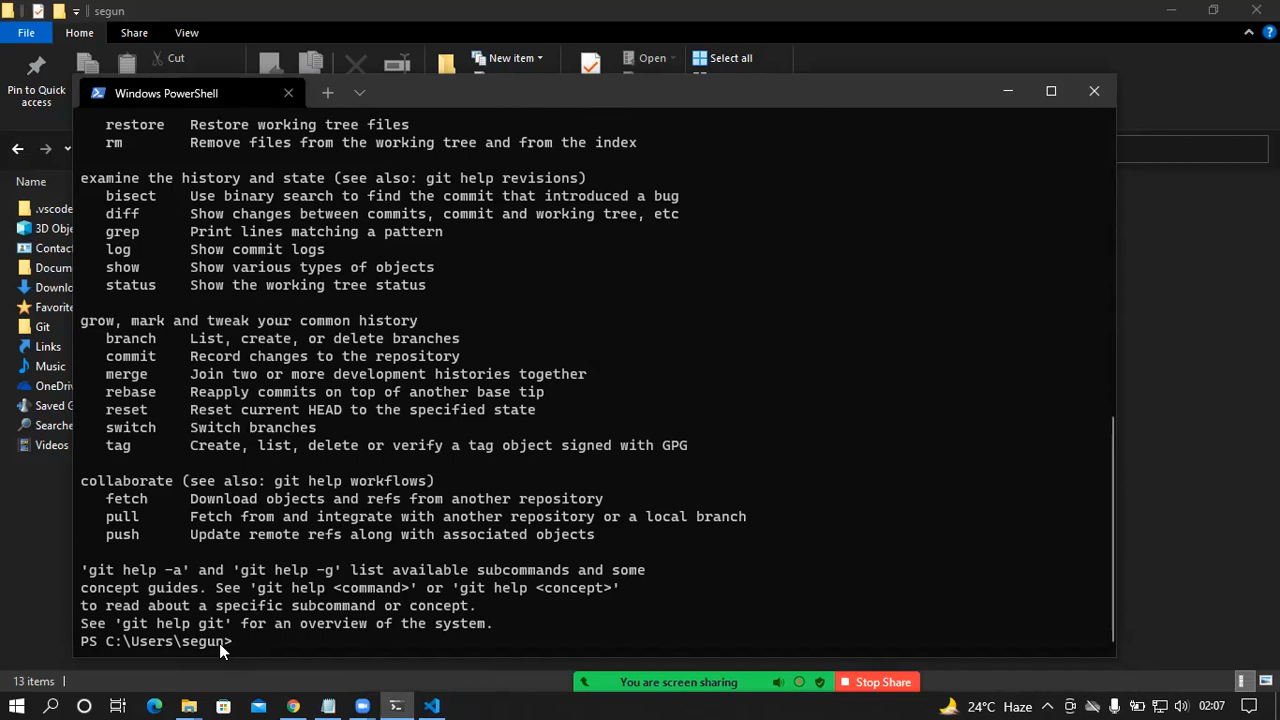 segun
File
Home
Share
View
Cut
New item
Open
Select all
Pin to Quick
access
Windows PowerShell
restore Restore working tree files
rm Remove files from the working tree and from the index
examine the history and state (see also: git help revisions)
bisect Use binary search to find the commit that introduced a bug
diff Show changes between commits, commit and working tree, etc
grep Print lines matching a pattern
log Show commit logs
show Show various types of objects
status Show the working tree status
grow, mark and tweak your common history
branch List, create, or delete branches
commit Record changes to the repository
merge Join two or more development histories together
rebase Reapply commits on top of another base tip
reset Reset current HEAD to the specified state
switch Switch branches
tag Create, list, delete or verify a tag object signed with GPG
collaborate (see also: git help workflows)
fetch Download objects and refs from another repository
pull Fetch from and integrate with another repository or a local branch
push Update remote refs along with associated objects
'git help -a' and 'git help -g' list available subcommands and some
concept guides. See 'git help <command>' or 'git help <concept>'
to read about a specific subcommand or concept.
See 'git help git' for an overview of the system.
PS C:\Users\segun>
Name
.vscode
3D Obje
Contact
Docum
Downlo
Favorite
Git
Links
Music
OneDriv
Saved G
Searche
Videos
13 items
You are screen sharing
Stop Share
24°C Haze
02:07